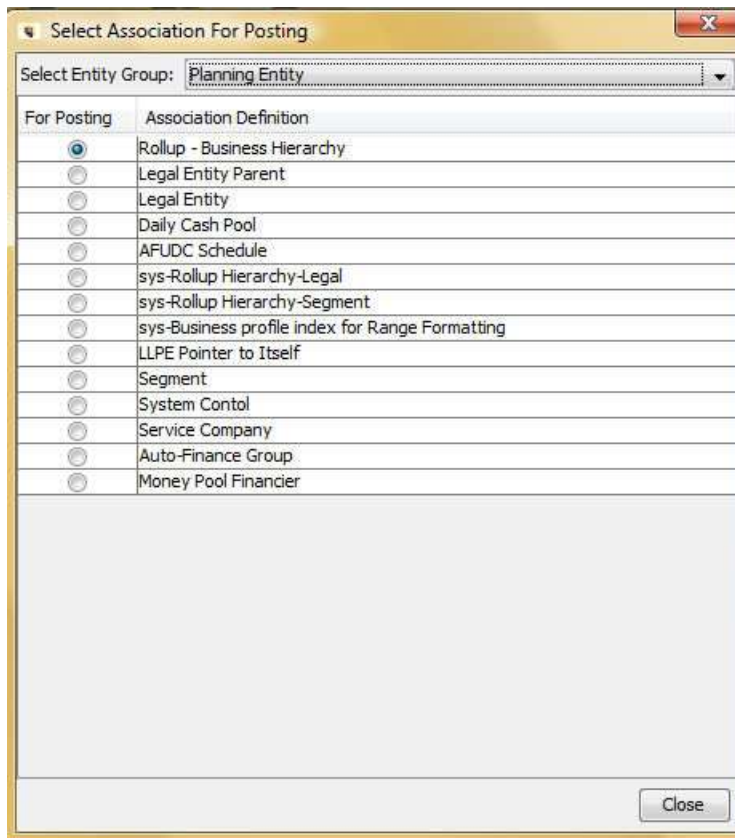 Select Association For Posting
Select Entity Group: Planning Entity
For Posting Association Definition
Rollup - Business Hierarchy
Legal Entity Parent
Legal Entity
Daily Cash Pool
AFUDC Schedule
sys-Rollup Hierarchy-Legal
sys-Rollup Hierarchy-Segment
sys-Business profile index for Range Formatting
LLPE Pointer to Itself
Segment
System Contol
Service Company
Auto-Finance Group
Money Pool Financier
Close